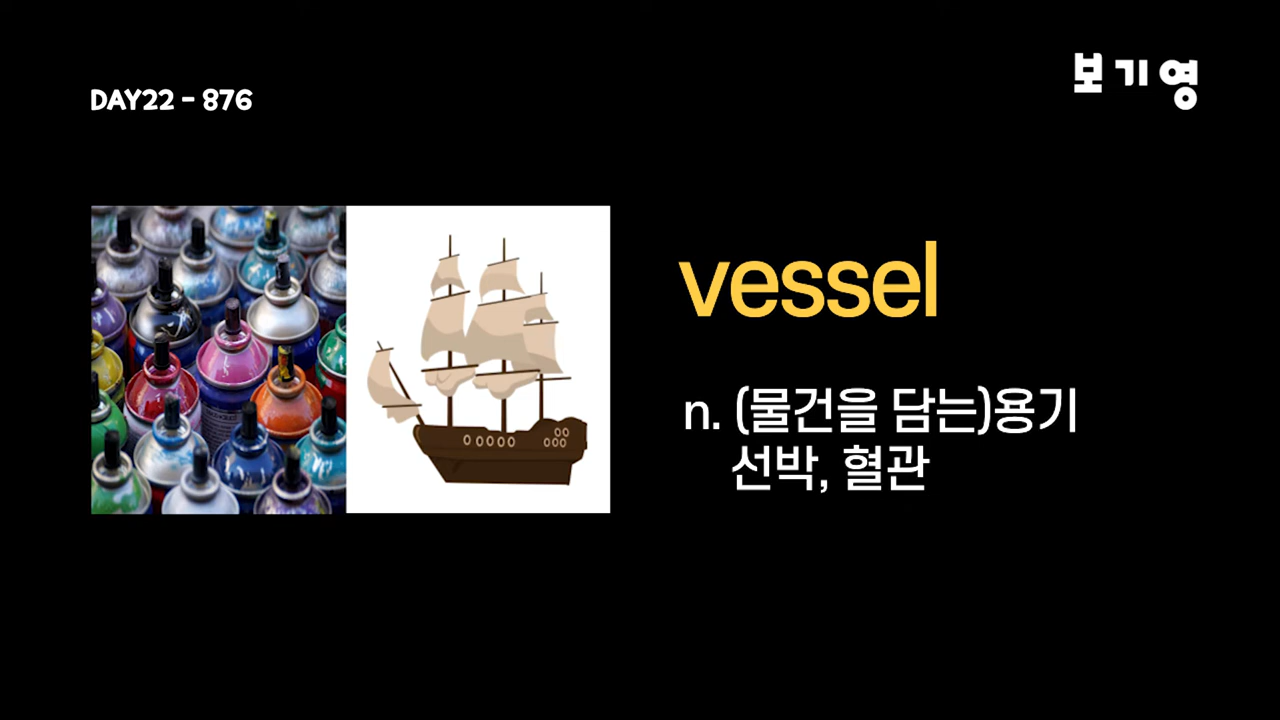 DAY22 - 876
보기영
vessel
n. (물건을 담는)용기
선박, 혈관